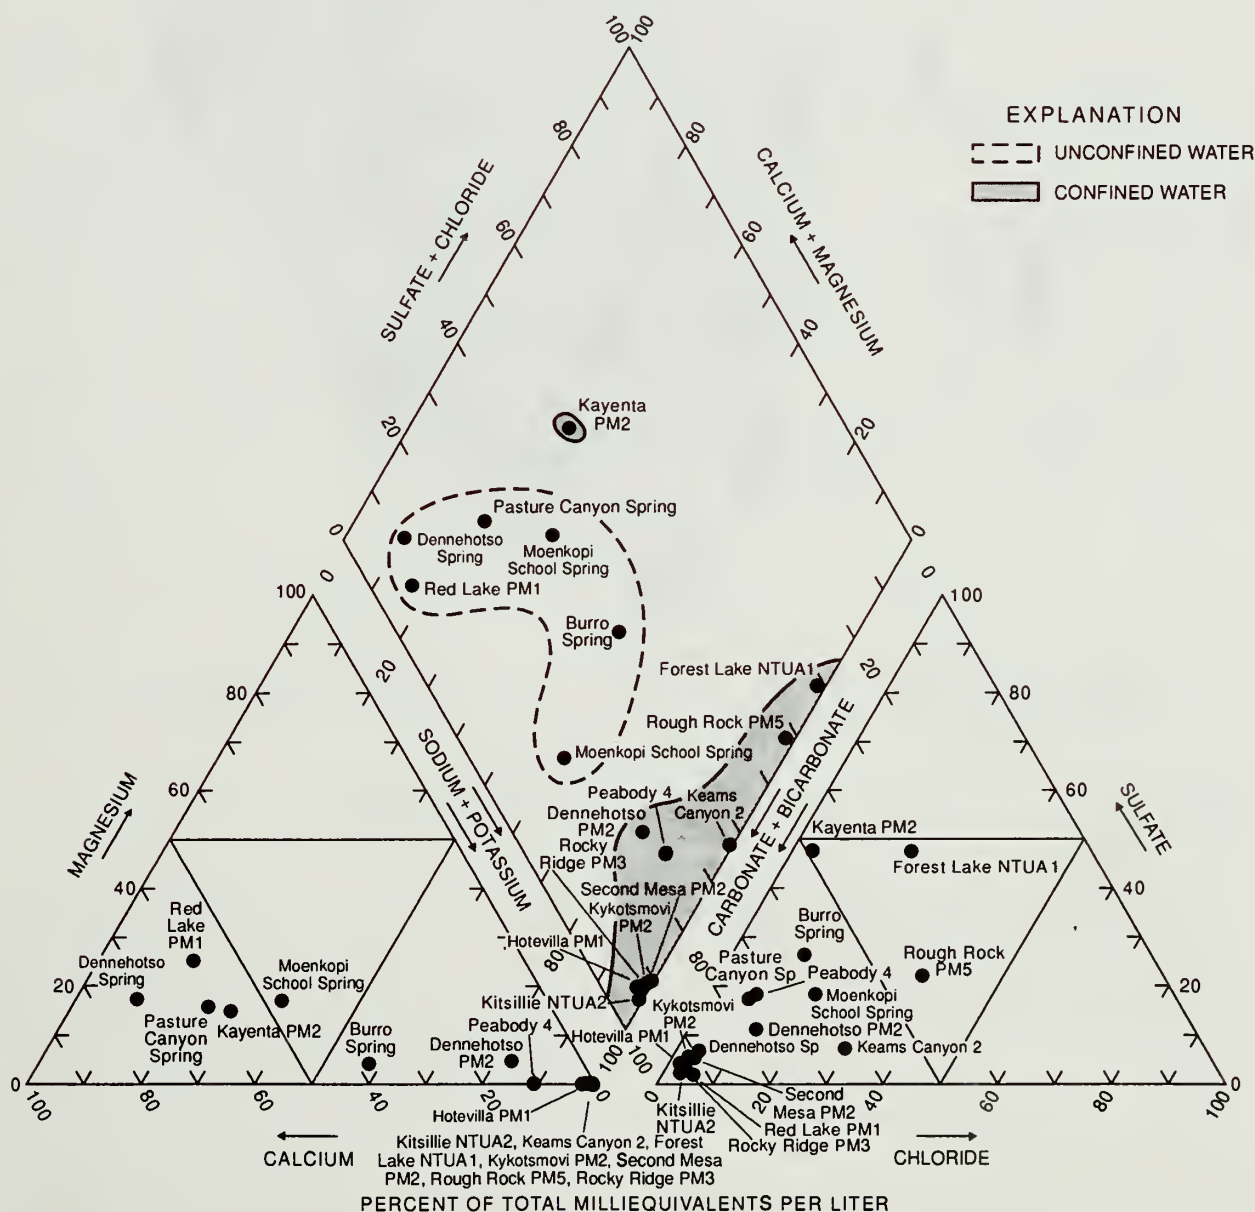 100 100
80
80
60
60
40
40
20
20
0
0
SULFATE + CHLORIDE
CALCIUM + MAGNESIUM
EXPLANATION
UNCONFINED WATER
CONFINED WATER
Kayenta
PM2
Pasture Canyon Spring
Dennehotso
Spring
Moenkopi
School Spring
Red Lake PM1
Burro
Spring
Moenkopi School Spring
Forest Lake NTUA1
Rough Rock PM5
Peabody 4
Keams
Canyon 2
Dennehotso
PM2
Rocky
Ridge PM3
Second Mesa PM2
Kykotsmovi
PM2
Hotevilla PM1
Kitsillie NTUA2
0
20
80
100
SODIUM + POTASSIUM
0
20
80
100
CARBONATE + BICARBONATE
100
80
60
40
20
0
MAGNESIUM
Red
Lake
PM1
Dennehotso
Spring
Pasture
Canyon
Spring
Kayenta PM2
Moenkopi
School Spring
Burro
Spring
Peabody 4
Dennehotso
PM2
Hotevilla PM1
Kitsillie NTUA2, Keams Canyon 2, Forest
Lake NTUA1, Kykotsmovi PM2, Second Mesa
PM2, Rough Rock PM5, Rocky Ridge PM3
100
80
60
40
20
0
CALCIUM
100
80
60
40
20
0
SULFATE
Kayenta PM2
Forest Lake NTUA1
Burro
Spring
Pasture
Canyon Sp
Peabody 4
Rough Rock
PM5
Moenkopi
School Spring
Kykotsmovi
PM2
Dennehotso PM2
Hotevilla PM1
Dennehotso Sp
Keams Canyon 2
Kitsillie
NTUA2
Second
Mesa PM2
Red Lake PM1
Rocky Ridge PM3
0
20
40
60
80
100
CHLORIDE
PERCENT OF TOTAL MILLIEQUIVALENTS PER LITER